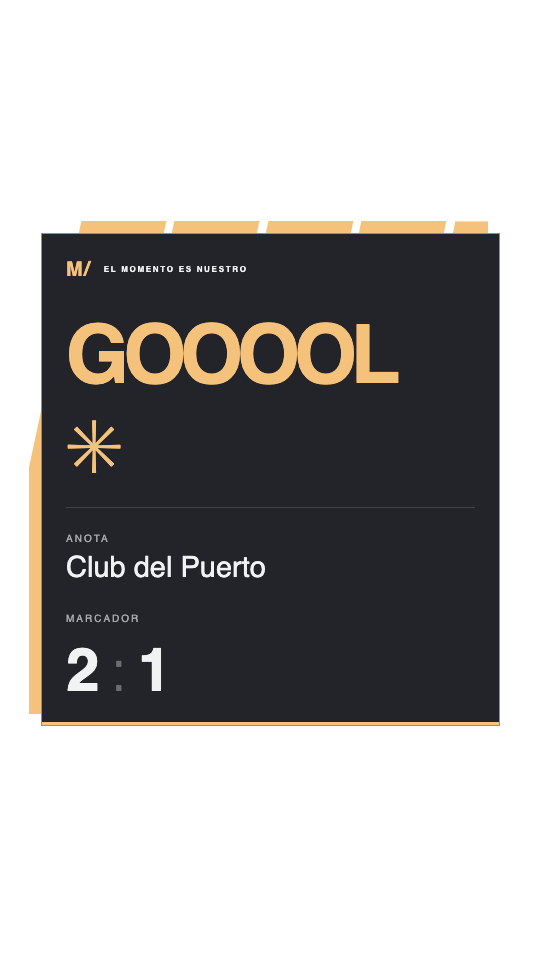 M/ EL MOMENTO ES NUESTRO
GOOOOL
ANOTA
Club del Puerto
MARCADOR
2 : 1